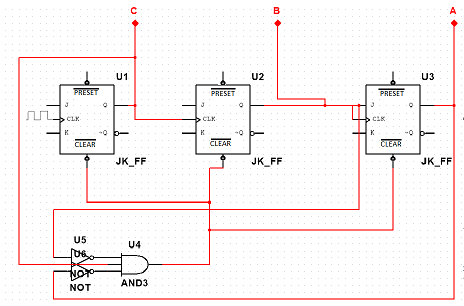 C B A
U1 U2 U3
PRESET PRESET PRESET
J Q J Q J Q
CLK CLK CLK
K ~Q K ~Q K ~Q
CLEAR CLEAR CLEAR
JK_FF JK_FF JK_FF
U5 U4
U6
NOT
NOT AND3